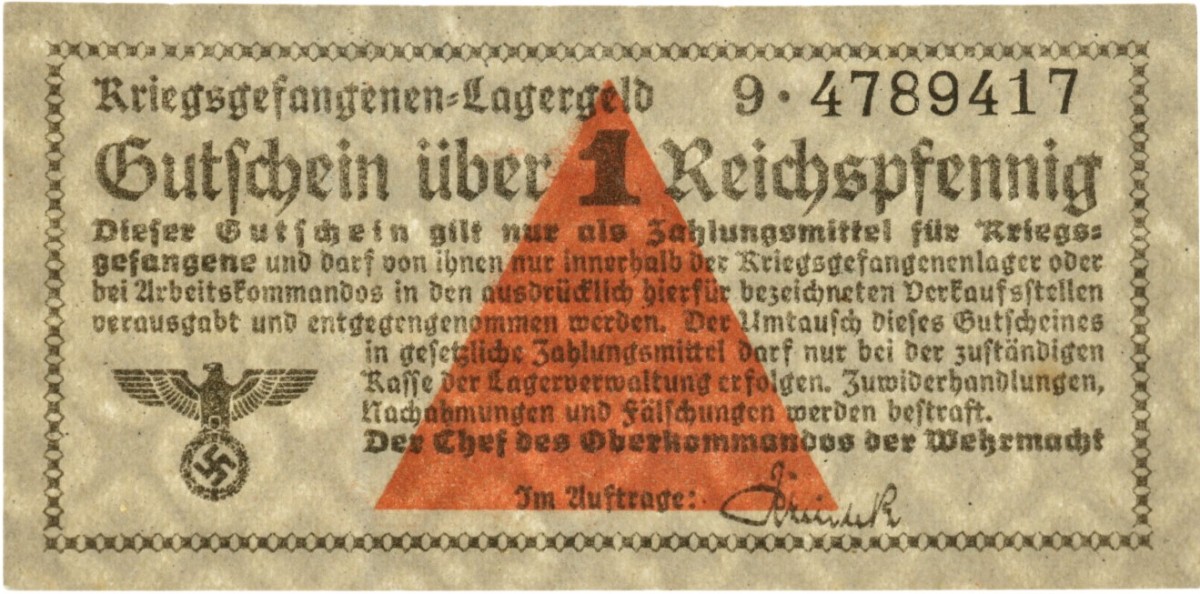 Kriegsgefangenen-Lagergeld 9 · 4789417
Gutschein über 1 Reichspfennig
Dieser Gutschein gilt nur als Zahlungsmittel für Kriegs-
gefangene und darf von ihnen nur innerhalb der Kriegsgefangenenlager oder
bei Arbeitskommandos in den ausdrücklich hierfür bezeichneten Verkaufsstellen
verausgabt und entgegengenommen werden. Der Umtausch dieses Gutscheines
in gesetzliche Zahlungsmittel darf nur bei der zuständigen
Kasse der Lagerverwaltung erfolgen. Zuwiderhandlungen,
Nachahmungen und Fälschungen werden bestraft.
Der Chef des Oberkommandos der Wehrmacht
Im Auftrage: